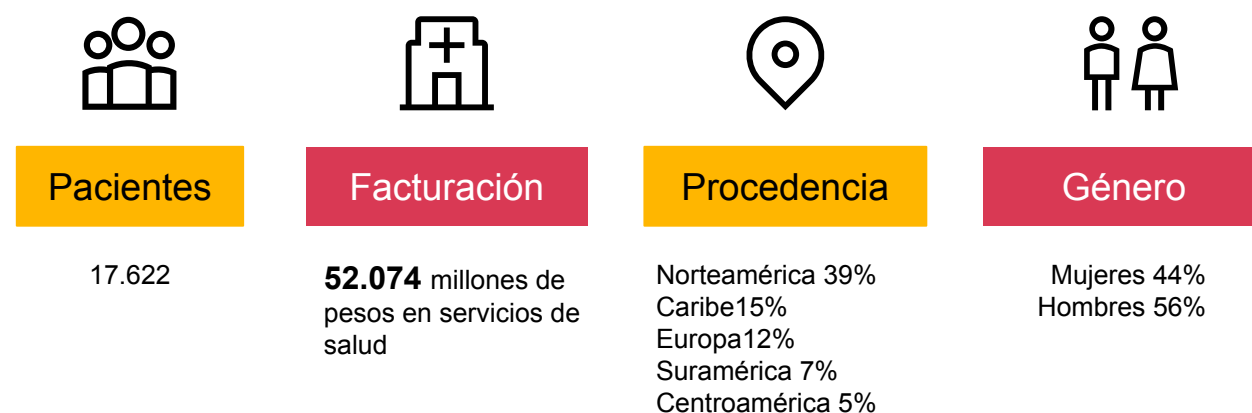 Pacientes
17.622
Facturación
52.074 millones de
pesos en servicios de
salud
Procedencia
Norteamérica 39%
Caribe15%
Europa12%
Suramérica 7%
Centroamérica 5%
Género
Mujeres 44%
Hombres 56%